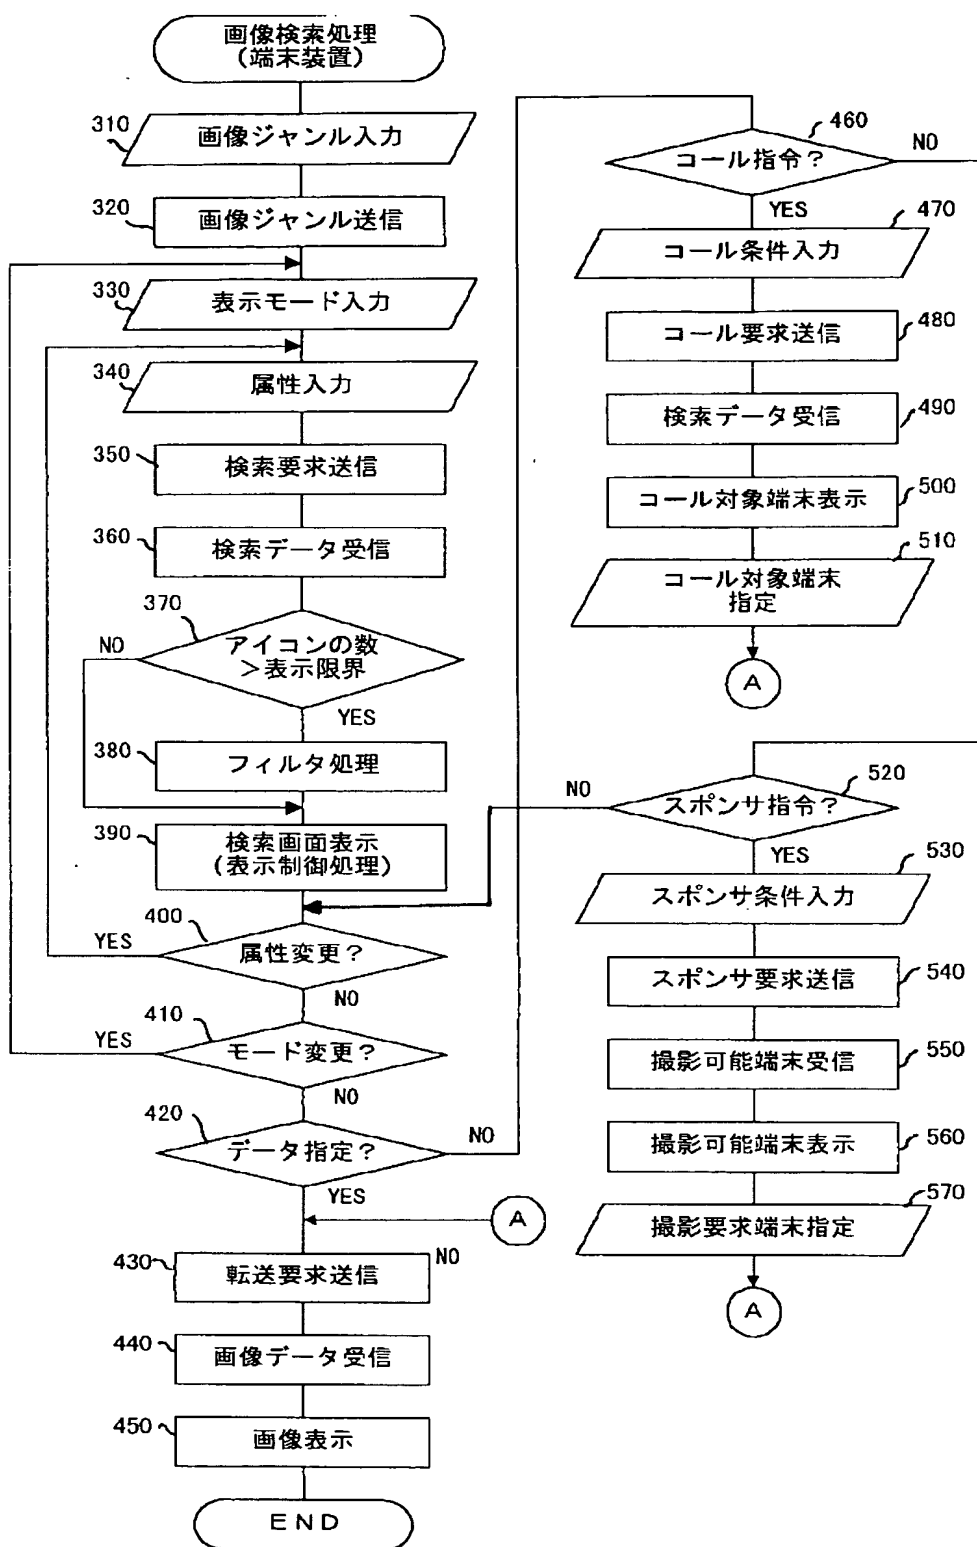 画像検索処理
(端末装置)
310
画像ジャンル入力
320
画像ジャンル送信
330
表示モード入力
340
属性入力
350
検索要求送信
360
検索データ受信
370
アイコンの数
>表示限界
NO
YES
380
フィルタ処理
390
検索画面表示
(表示制御処理)
400
属性変更?
YES
NO
410
モード変更?
YES
NO
420
データ指定?
NO
YES
A
430
転送要求送信
NO
440
画像データ受信
450
画像表示
END
460
コール指令?
NO
YES
470
コール条件入力
480
コール要求送信
490
検索データ受信
500
コール対象端末表示
510
コール対象端末
指定
A
520
スポンサ指令?
NO
YES
530
スポンサ条件入力
540
スポンサ要求送信
550
撮影可能端末受信
560
撮影可能端末表示
570
撮影要求端末指定
A